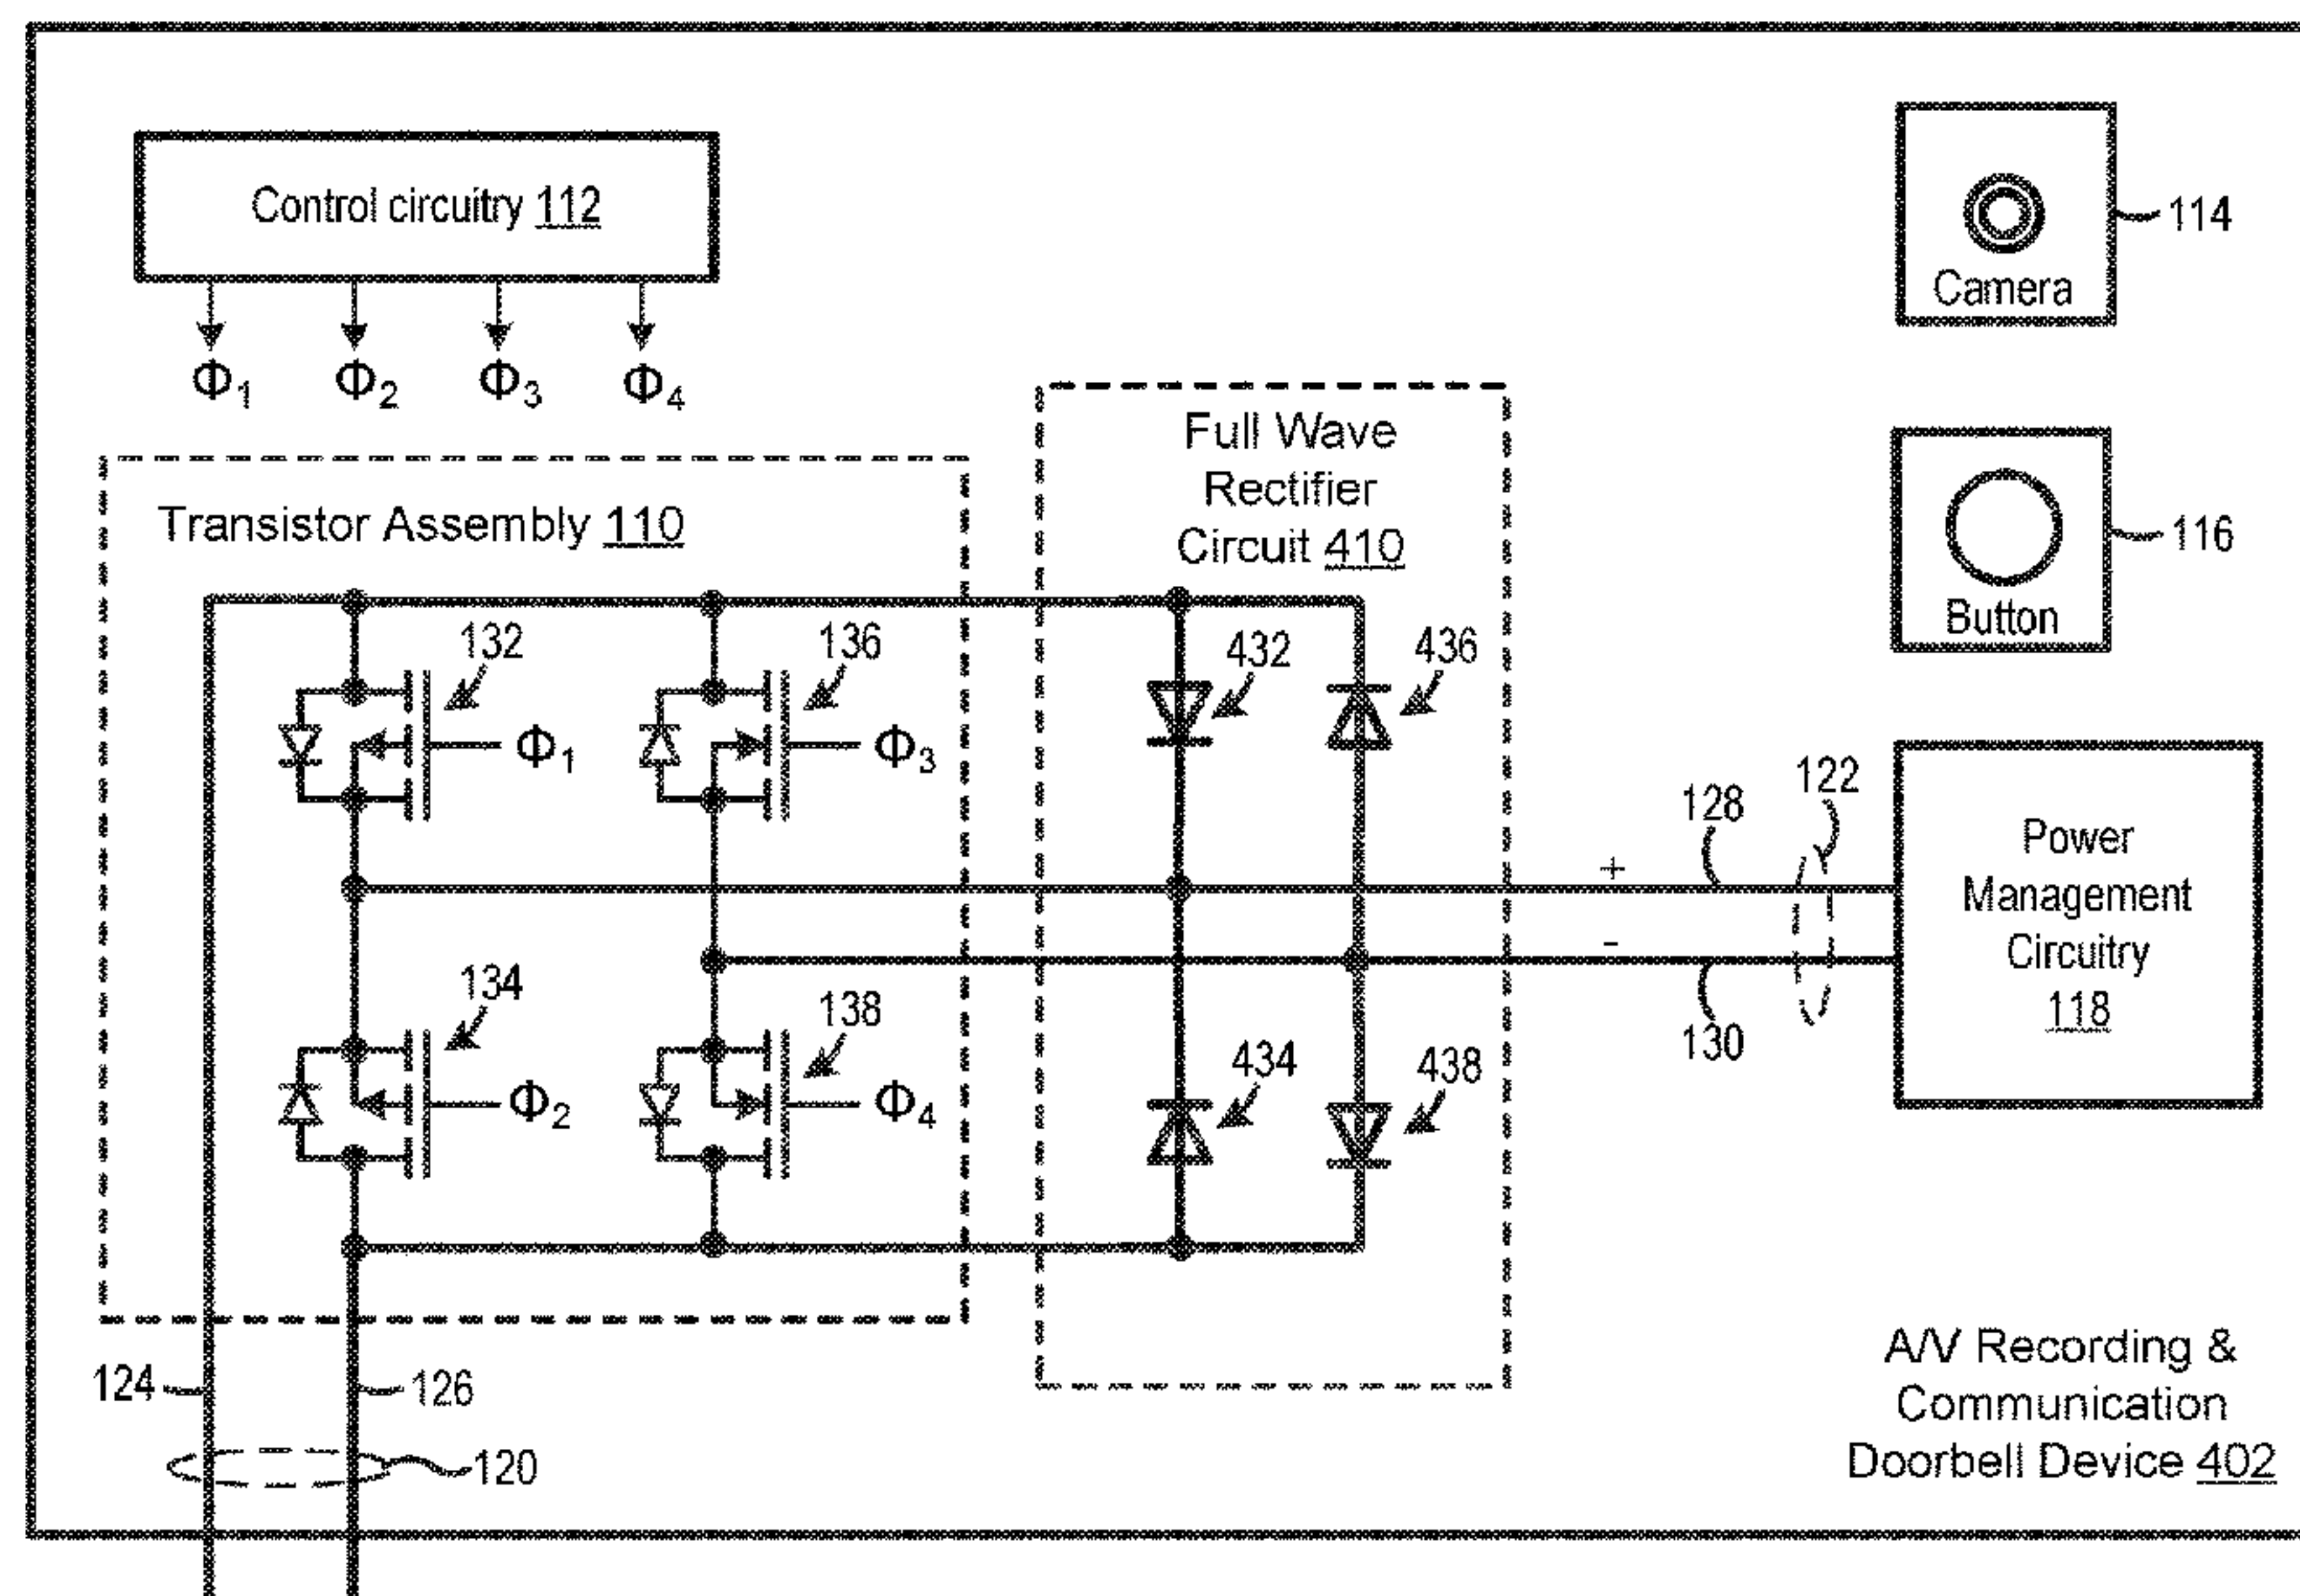 Control circuitry 112
Φ1 Φ2 Φ3 Φ4
114
Camera
116
Button
Transistor Assembly 110
Full Wave
Rectifier
Circuit 410
132
136
432
436
Φ1
Φ3
128
122
+
-
130
Power
Management
Circuitry
118
134
138
434
438
Φ2
Φ4
124
126
120
A/V Recording &
Communication
Doorbell Device 402